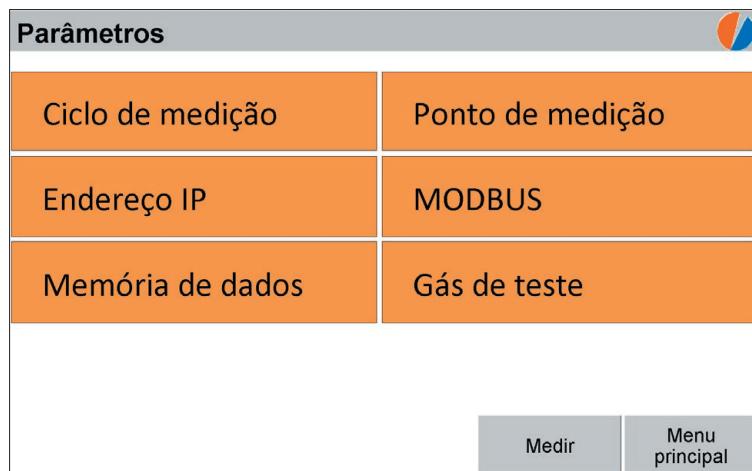 Parâmetros
Ciclo de medição
Ponto de medição
Endereço IP
MODBUS
Memória de dados
Gás de teste
Medir
Menu
principal